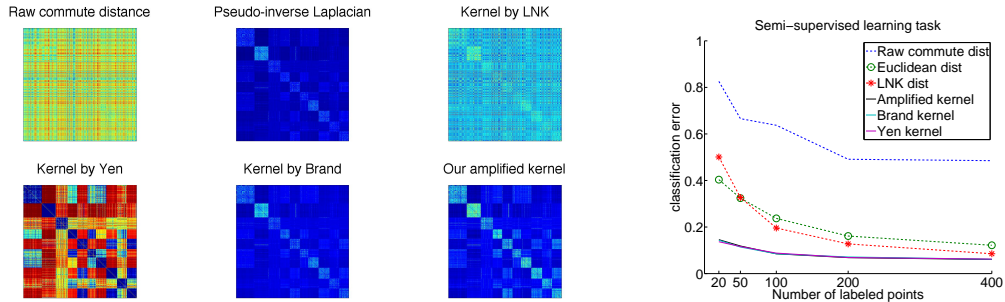 Raw commute distance
Pseudo-inverse Laplacian
Kernel by LNK
Kernel by Yen
Kernel by Brand
Our amplified kernel
Semi−supervised learning task
1
0.8
0.6
0.4
0.2
0
classification error
Raw commute dist
Euclidean dist
LNK dist
Amplified kernel
Brand kernel
Yen kernel
20 50 100 200 400
Number of labeled points